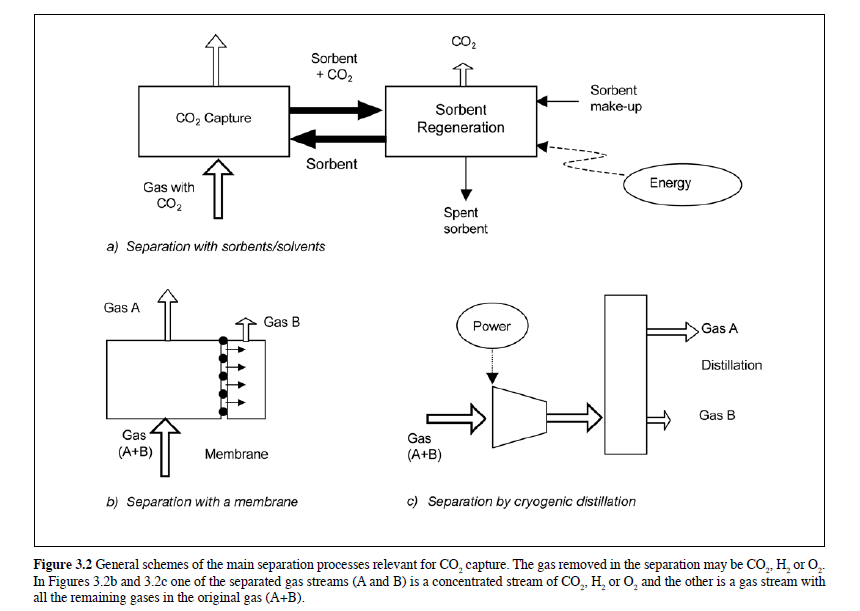 CO₂
Sorbent
+ CO₂
CO₂ Capture
Sorbent
Regeneration
Sorbent
make-up
Sorbent
Gas with
CO₂
Energy
Spent
sorbent
a) Separation with sorbents/solvents
Gas A
Gas B
Gas
(A+B)
Membrane
b) Separation with a membrane
Power
Gas A
Distillation
Gas B
Gas
(A+B)
c) Separation by cryogenic distillation
Figure 3.2 General schemes of the main separation processes relevant for CO₂ capture. The gas removed in the separation may be CO₂, H₂ or O₂.
In Figures 3.2b and 3.2c one of the separated gas streams (A and B) is a concentrated stream of CO₂, H₂ or O₂ and the other is a gas stream with
all the remaining gases in the original gas (A+B).